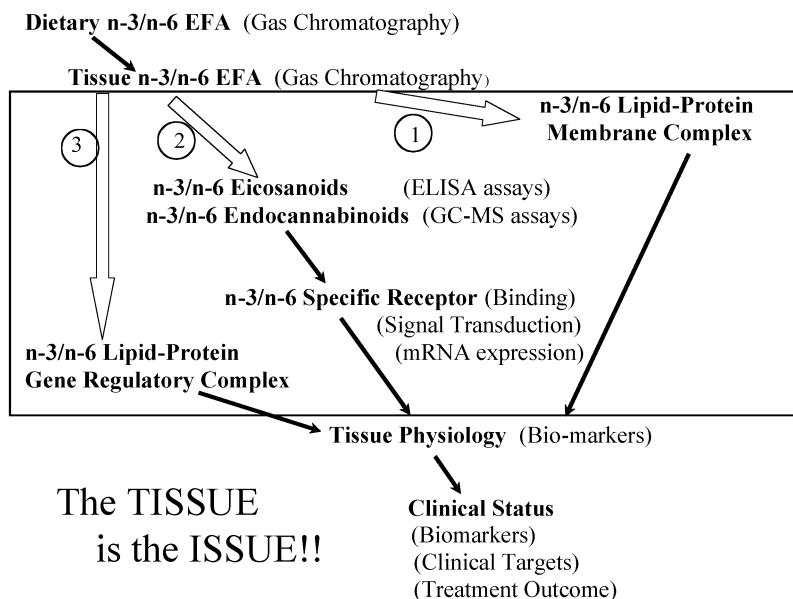 Dietary n-3/n-6 EFA (Gas Chromatography)
Tissue n-3/n-6 EFA (Gas Chromatography)
n-3/n-6 Lipid-Protein
Membrane Complex
1
2
3
n-3/n-6 Eicosanoids (ELISA assays)
n-3/n-6 Endocannabinoids (GC-MS assays)
n-3/n-6 Specific Receptor (Binding)
(Signal Transduction)
(mRNA expression)
n-3/n-6 Lipid-Protein
Gene Regulatory Complex
Tissue Physiology (Bio-markers)
The TISSUE
is the ISSUE!!
Clinical Status
(Biomarkers)
(Clinical Targets)
(Treatment Outcome)